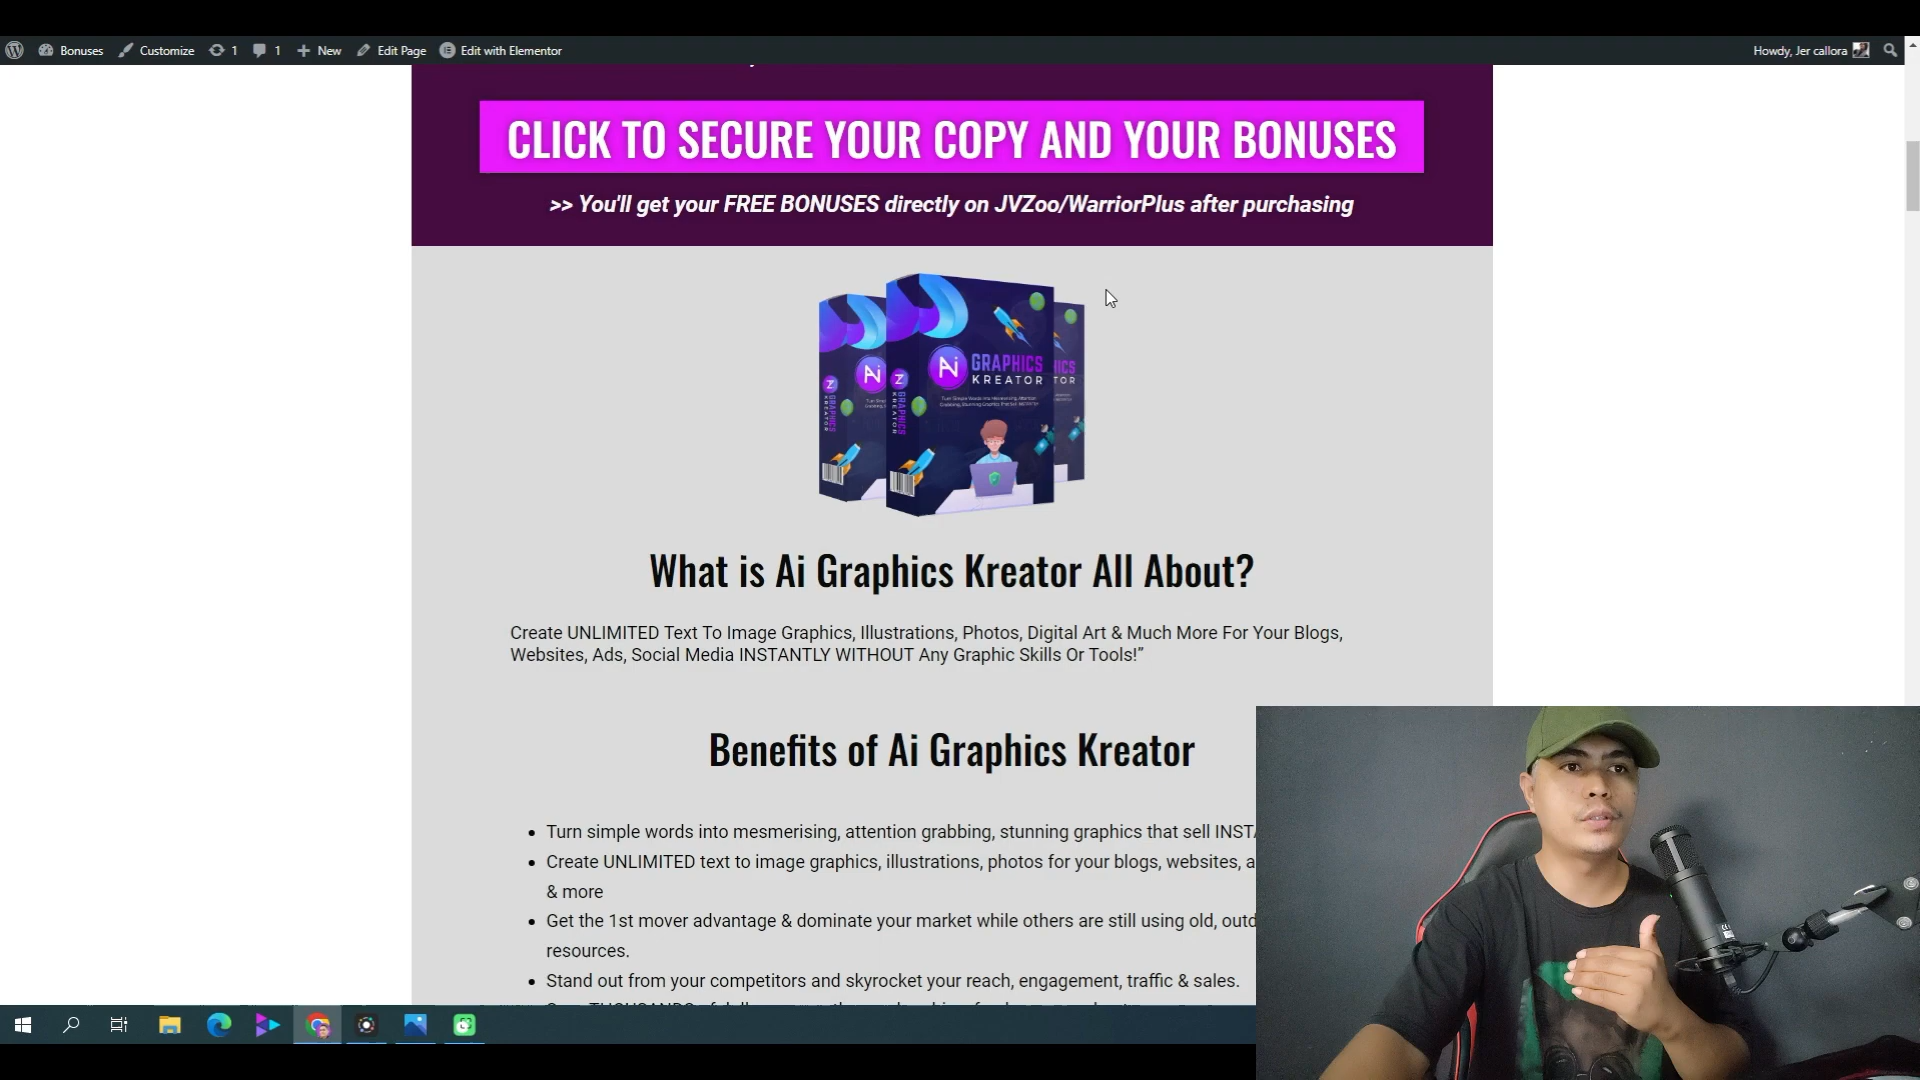 Bonuses Customize 1 1 New Edit Page Edit with Elementor Howdy, Jer callora
CLICK TO SECURE YOUR COPY AND YOUR BONUSES
>> You'll get your FREE BONUSES directly on JVZoo/WarriorPlus after purchasing
Ai GRAPHICS
KREATOR
What is Ai Graphics Kreator All About?
Create UNLIMITED Text To Image Graphics, Illustrations, Photos, Digital Art & Much More For Your Blogs,
Websites, Ads, Social Media INSTANTLY WITHOUT Any Graphic Skills Or Tools!”
Benefits of Ai Graphics Kreator
• Turn simple words into mesmerising, attention grabbing, stunning graphics that sell
• Create UNLIMITED text to image graphics, illustrations, photos for your blogs, websites,
& more
• Get the 1st mover advantage & dominate your market while others are still using old,
resources.
• Stand out from your competitors and skyrocket your reach, engagement, traffic & sales.